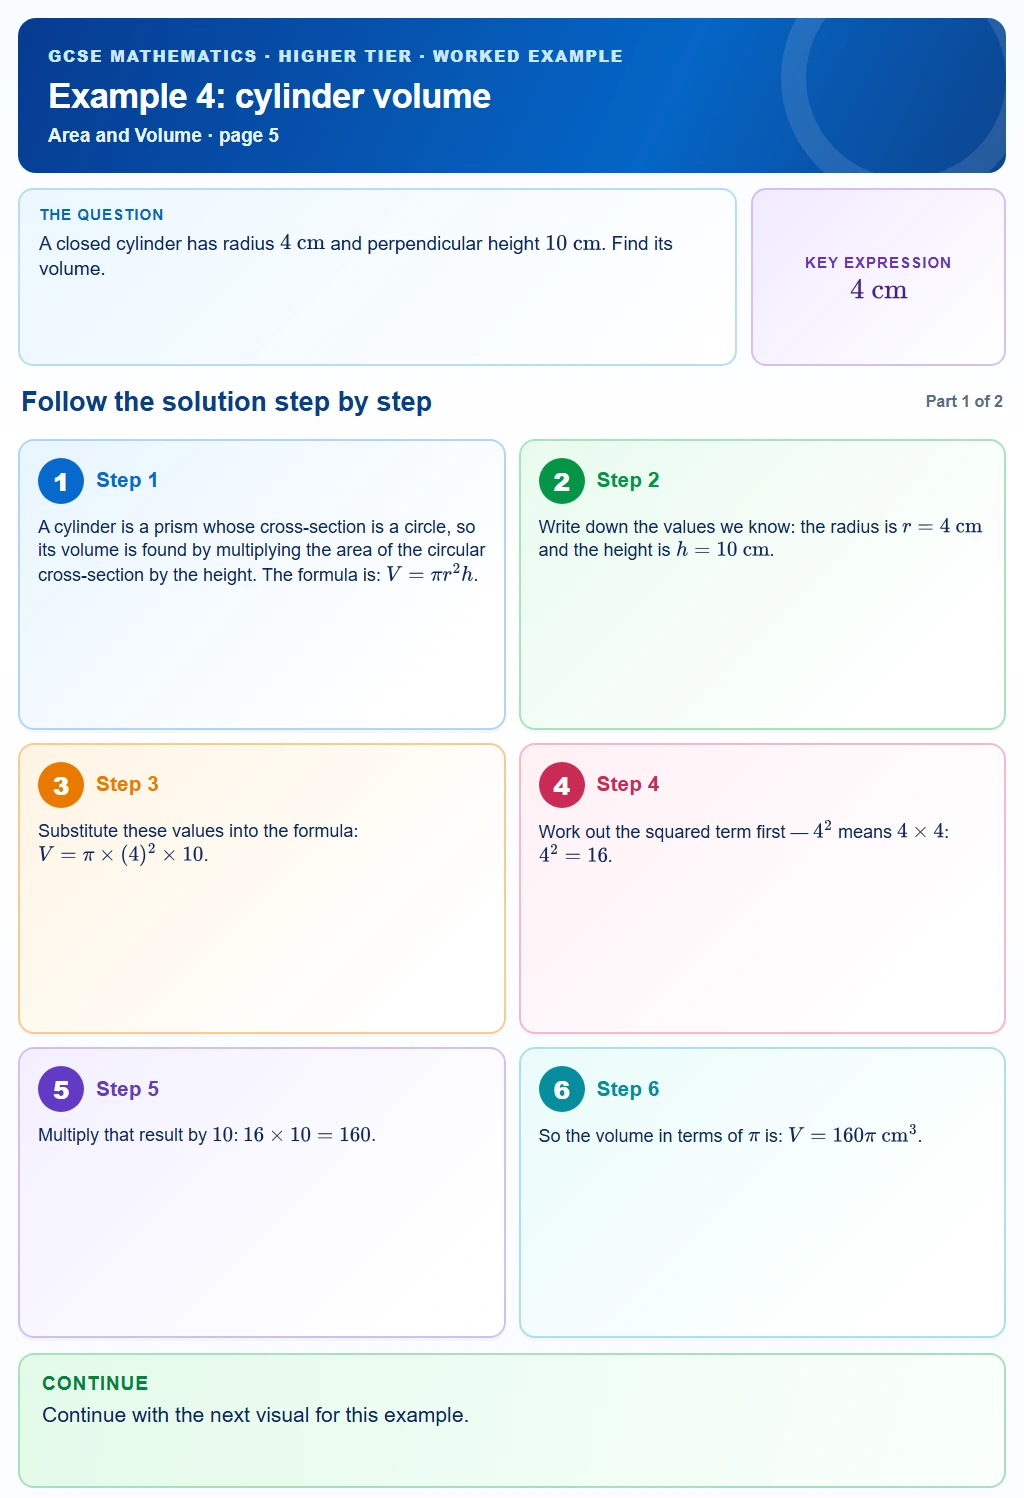 GCSE MATHEMATICS · HIGHER TIER · WORKED EXAMPLE
Example 4: cylinder volume
Area and Volume · page 5
THE QUESTION
A closed cylinder has radius 4 cm and perpendicular height 10 cm. Find its
volume.
KEY EXPRESSION
4 cm
Follow the solution step by step
Part 1 of 2
1 Step 1
A cylinder is a prism whose cross-section is a circle, so
its volume is found by multiplying the area of the circular
cross-section by the height. The formula is: V = πr²h.
2 Step 2
Write down the values we know: the radius is r = 4 cm
and the height is h = 10 cm.
3 Step 3
Substitute these values into the formula:
V = π × (4)² × 10.
4 Step 4
Work out the squared term first — 4² means 4 × 4:
4² = 16.
5 Step 5
Multiply that result by 10: 16 × 10 = 160.
6 Step 6
So the volume in terms of π is: V = 160π cm³.
CONTINUE
Continue with the next visual for this example.